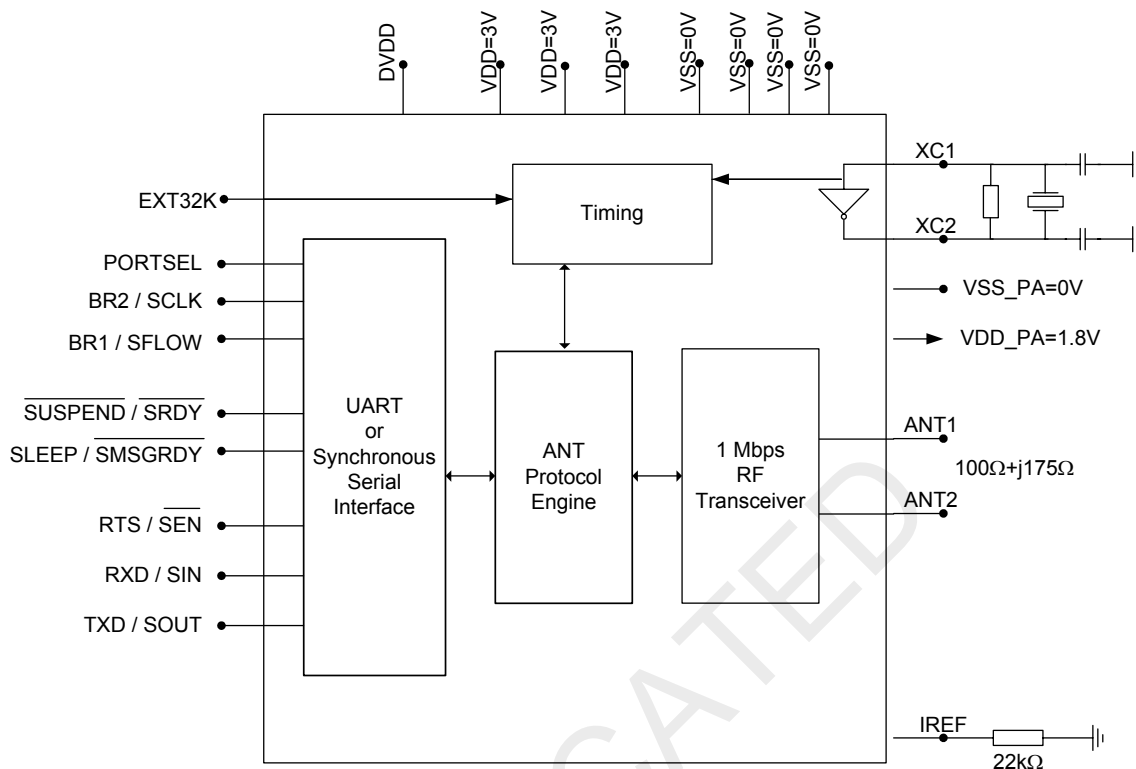 DVDD
VDD=3V
VDD=3V
VDD=3V
VSS=0V
VSS=0V
VSS=0V
VSS=0V
XC1
EXT32K
Timing
XC2
PORTSEL
BR2 / SCLK
VSS_PA=0V
BR1 / SFLOW
VDD_PA=1.8V
SUSPEND / SRDY
SLEEP / SMSGRDY
RTS / SEN
RXD / SIN
TXD / SOUT
UART
or
Synchronous
Serial
Interface
ANT
Protocol
Engine
1 Mbps
RF
Transceiver
ANT1
100Ω+j175Ω
ANT2
IREF
22kΩ
CATED